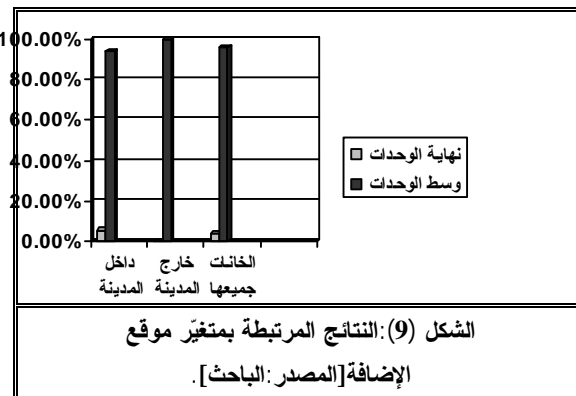 100.00%
80.00%
60.00%
40.00%
20.00%
0.00%
داخل المدينة
خارج المدينة
الخانات جميعها
نهاية الوحدات
وسط الوحدات
الشكل (9):النتائج المرتبطة بمتغيّر موقع
الإضافة[المصدر:الباحث].